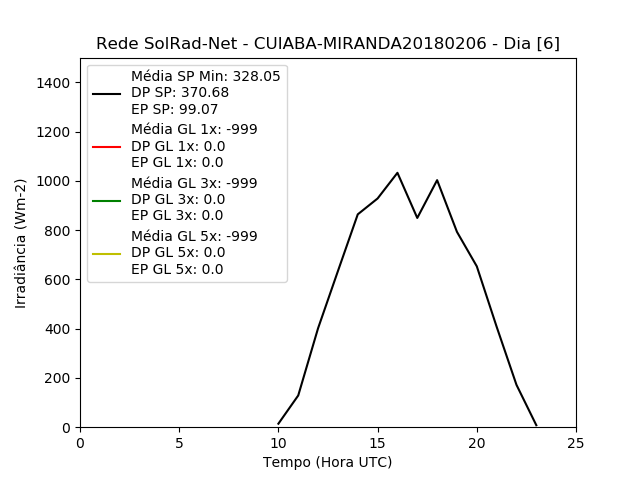 Rede SolRad-Net - CUIABA-MIRANDA20180206 - Dia [6]
Média SP Min: 328.05
DP SP: 370.68
EP SP: 99.07
Média GL 1x: -999
DP GL 1x: 0.0
EP GL 1x: 0.0
Média GL 3x: -999
DP GL 3x: 0.0
EP GL 3x: 0.0
Média GL 5x: -999
DP GL 5x: 0.0
EP GL 5x: 0.0
Irradiância (Wm-2)
1400
1200
1000
800
600
400
200
0
0 5 10 15 20 25
Tempo (Hora UTC)